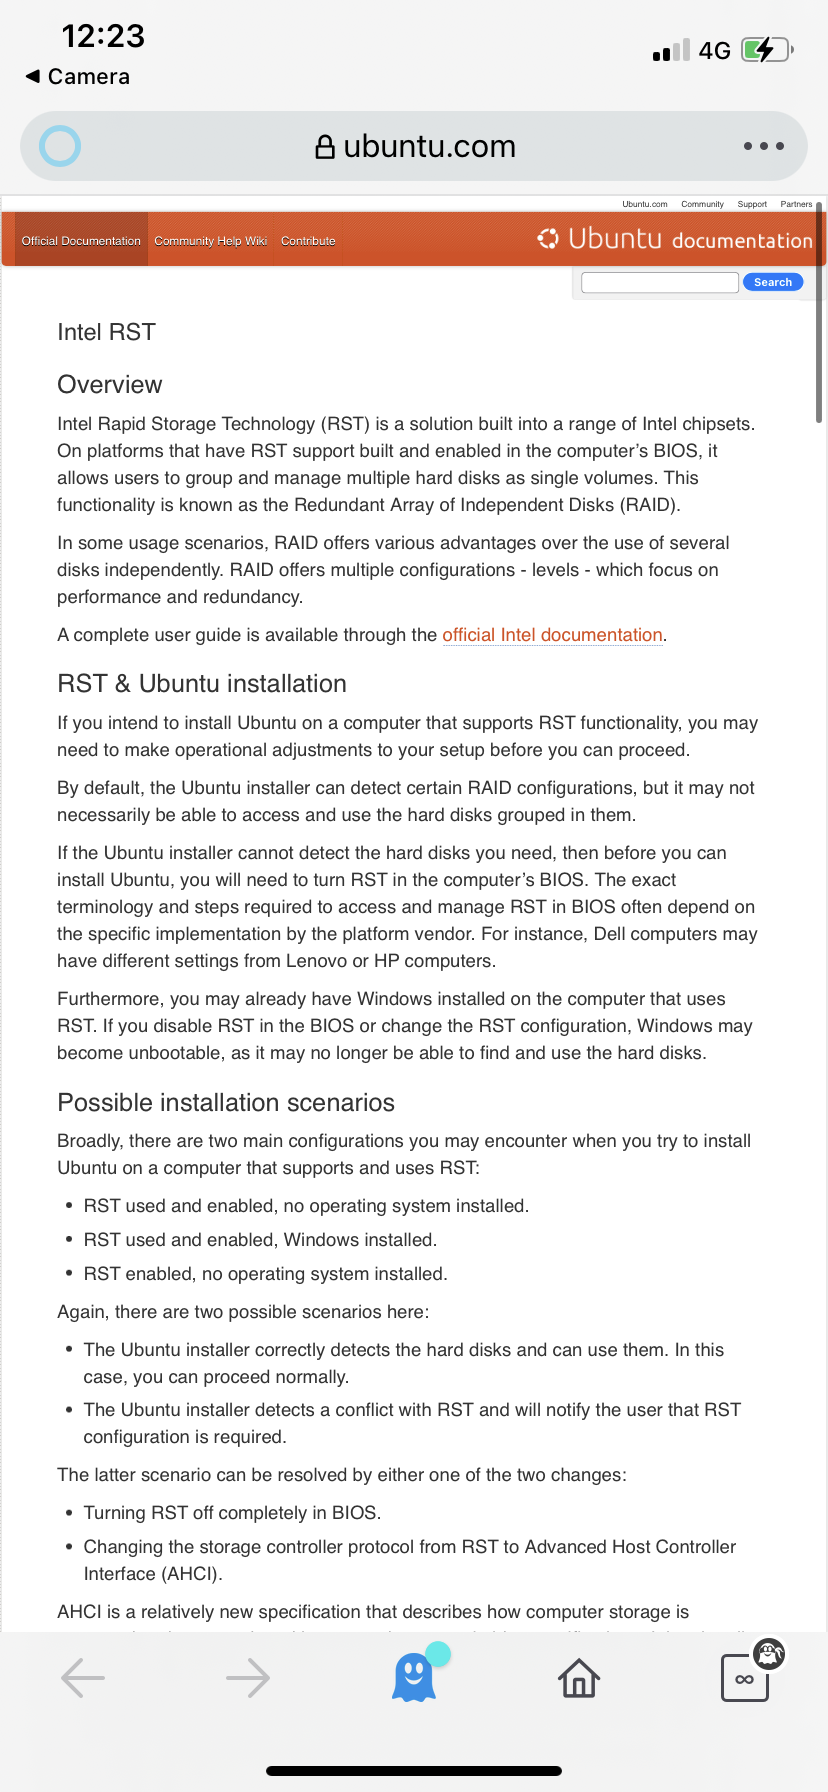 12:23
4G
◀ Camera
ubuntu.com
Ubuntu.com Community Support Partners
Official Documentation Community Help Wiki Contribute
Ubuntu documentation
Search
Intel RST
Overview
Intel Rapid Storage Technology (RST) is a solution built into a range of Intel chipsets.
On platforms that have RST support built and enabled in the computer’s BIOS, it
allows users to group and manage multiple hard disks as single volumes. This
functionality is known as the Redundant Array of Independent Disks (RAID).
In some usage scenarios, RAID offers various advantages over the use of several
disks independently. RAID offers multiple configurations - levels - which focus on
performance and redundancy.
A complete user guide is available through the official Intel documentation.
RST & Ubuntu installation
If you intend to install Ubuntu on a computer that supports RST functionality, you may
need to make operational adjustments to your setup before you can proceed.
By default, the Ubuntu installer can detect certain RAID configurations, but it may not
necessarily be able to access and use the hard disks grouped in them.
If the Ubuntu installer cannot detect the hard disks you need, then before you can
install Ubuntu, you will need to turn RST in the computer’s BIOS. The exact
terminology and steps required to access and manage RST in BIOS often depend on
the specific implementation by the platform vendor. For instance, Dell computers may
have different settings from Lenovo or HP computers.
Furthermore, you may already have Windows installed on the computer that uses
RST. If you disable RST in the BIOS or change the RST configuration, Windows may
become unbootable, as it may no longer be able to find and use the hard disks.
Possible installation scenarios
Broadly, there are two main configurations you may encounter when you try to install
Ubuntu on a computer that supports and uses RST:
• RST used and enabled, no operating system installed.
• RST used and enabled, Windows installed.
• RST enabled, no operating system installed.
Again, there are two possible scenarios here:
• The Ubuntu installer correctly detects the hard disks and can use them. In this
case, you can proceed normally.
• The Ubuntu installer detects a conflict with RST and will notify the user that RST
configuration is required.
The latter scenario can be resolved by either one of the two changes:
• Turning RST off completely in BIOS.
• Changing the storage controller protocol from RST to Advanced Host Controller
Interface (AHCI).
AHCI is a relatively new specification that describes how computer storage is